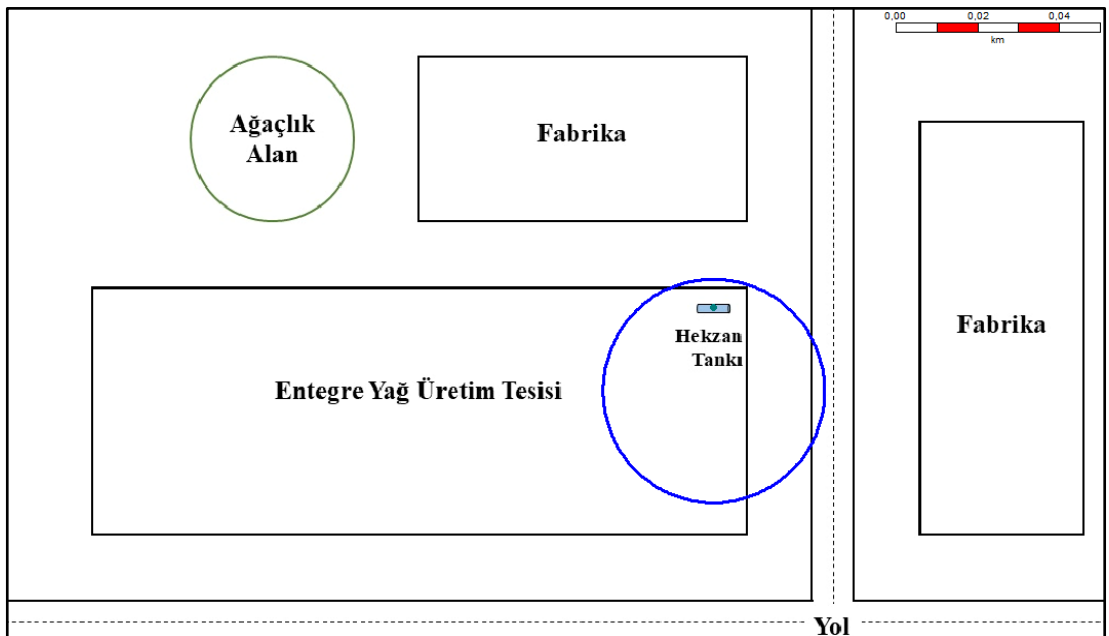 0,00 0,02 0,04
km
Ağaçlık
Alan
Fabrika
Fabrika
Hekzan
Tankı
Entegre Yağ Üretim Tesisi
Yol